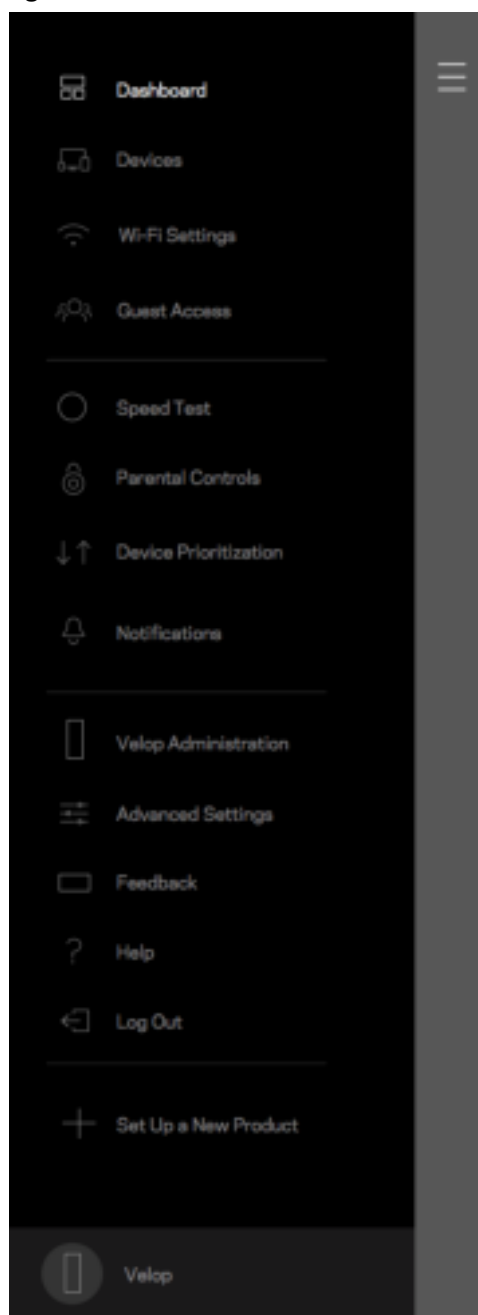 Dashboard
Devices
Wi-Fi Settings
Guest Access
Speed Test
Parental Controls
Device Prioritization
Notifications
Velop Administration
Advanced Settings
Feedback
Help
Log Out
Set Up a New Product
Velop